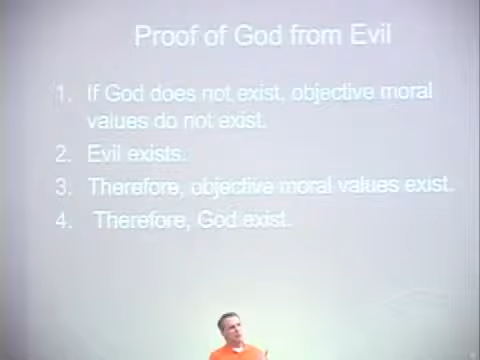 Proof of God from Evil
1. If God does not exist, objective moral
values do not exist.
2. Evil exists.
3. Therefore, objective moral values exist.
4. Therefore, God exist.